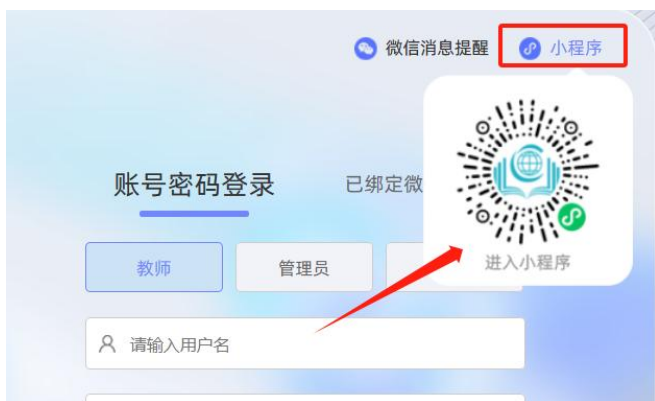 微信消息提醒 小程序
账号密码登录 已绑定微
进入小程序
教师 管理员
请输入用户名